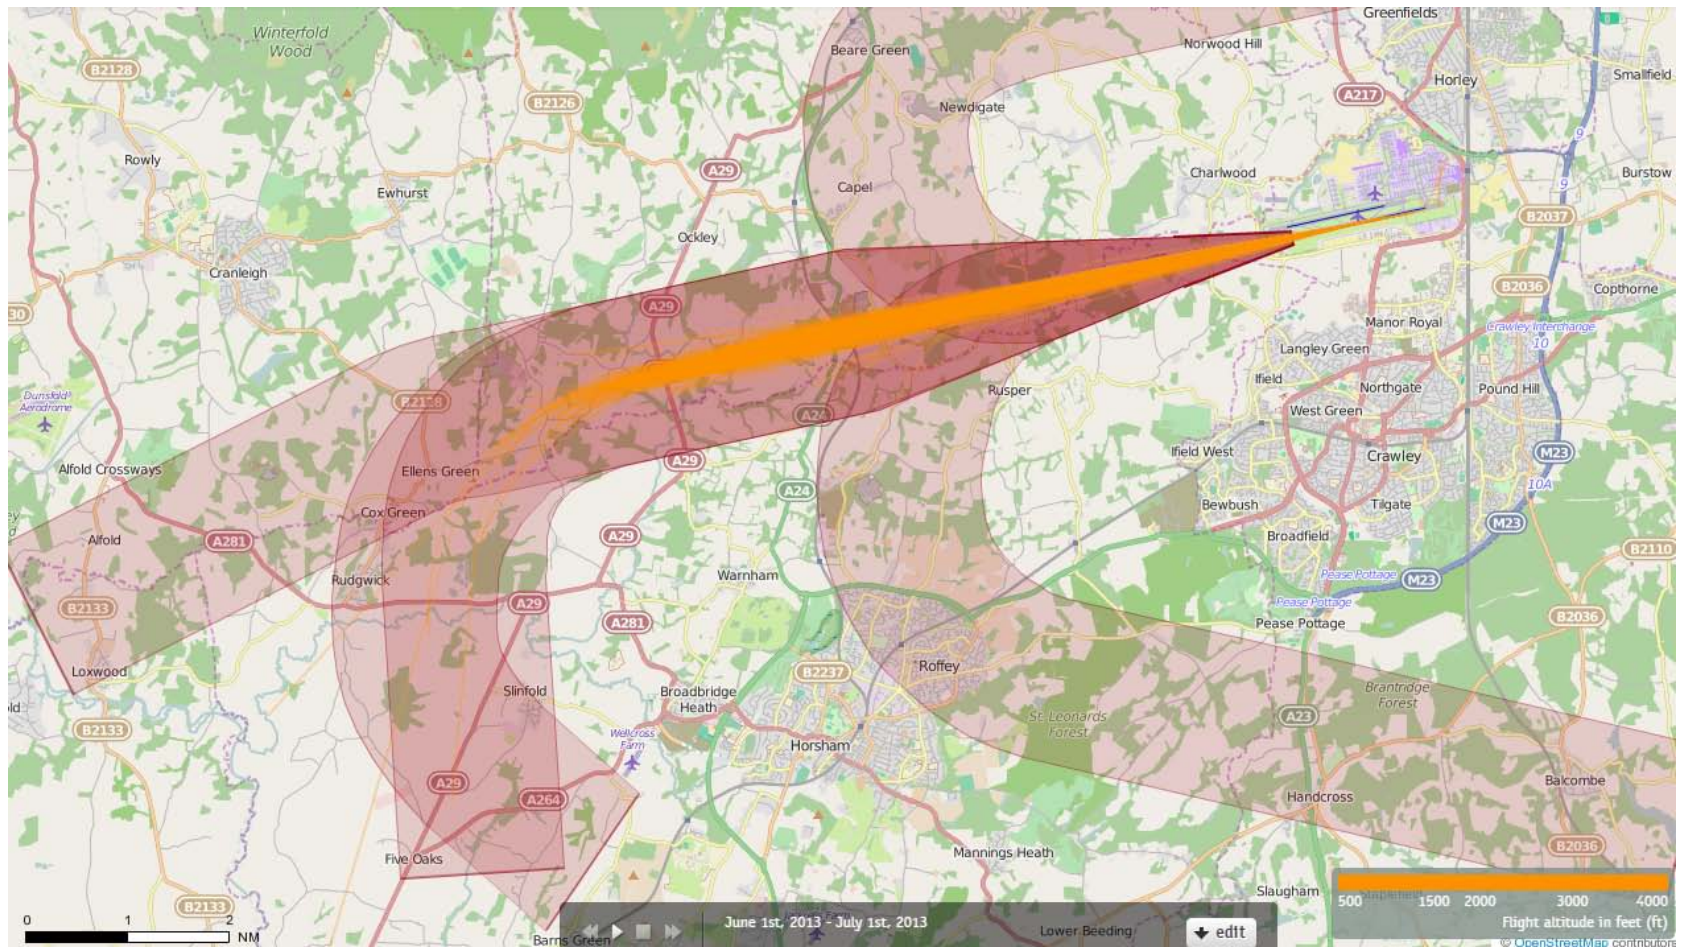 Greenfields
Beare Green
Winterfold
Wood
Norwood Hill
B2128
Smallfield
Horley
B2126
A217
Newdigate
9
Rowly
A29
Charlwood
Burstow
9
Capel
Ewhurst
B2037
Ockley
Cranleigh
B2036
Copthorne
A29
30
Manor Royal
Crawley Interchange
10
Langley Green
Ifield
Northgate
Pound Hill
Rusper
Dunsfold
Aerodrome
B2128
West Green
A24
Ifield West
M23
Crawley
A29
Alfold Crossways
Ellens Green
10A
A24
Bewbush
Tilgate
Cox Green
M23
Broadfield
A29
Alfold
A281
B2110
Warnham
Pease Pottage
M23
Rudgwick
A29
Pease Pottage
B2133
B2036
A281
Pease Pottage
Roffey
Loxwood
B2237
Slinfold
Broadbridge
Heath
Brantridge
Forest
St. Leonards
Forest
A23
B2133
Wellcross
Farm
Horsham
A29
Balcombe
A264
Handcross
B2036
Five Oaks
Mannings Heath
Slaugham
500 1500 2000 3000 4000
B2133
0 1 2
June 1st, 2013 - July 1st, 2013
Flight altitude in feet (ft)
NM
edit
Lower Beeding
Barns Green
© OpenStreetMap contributors